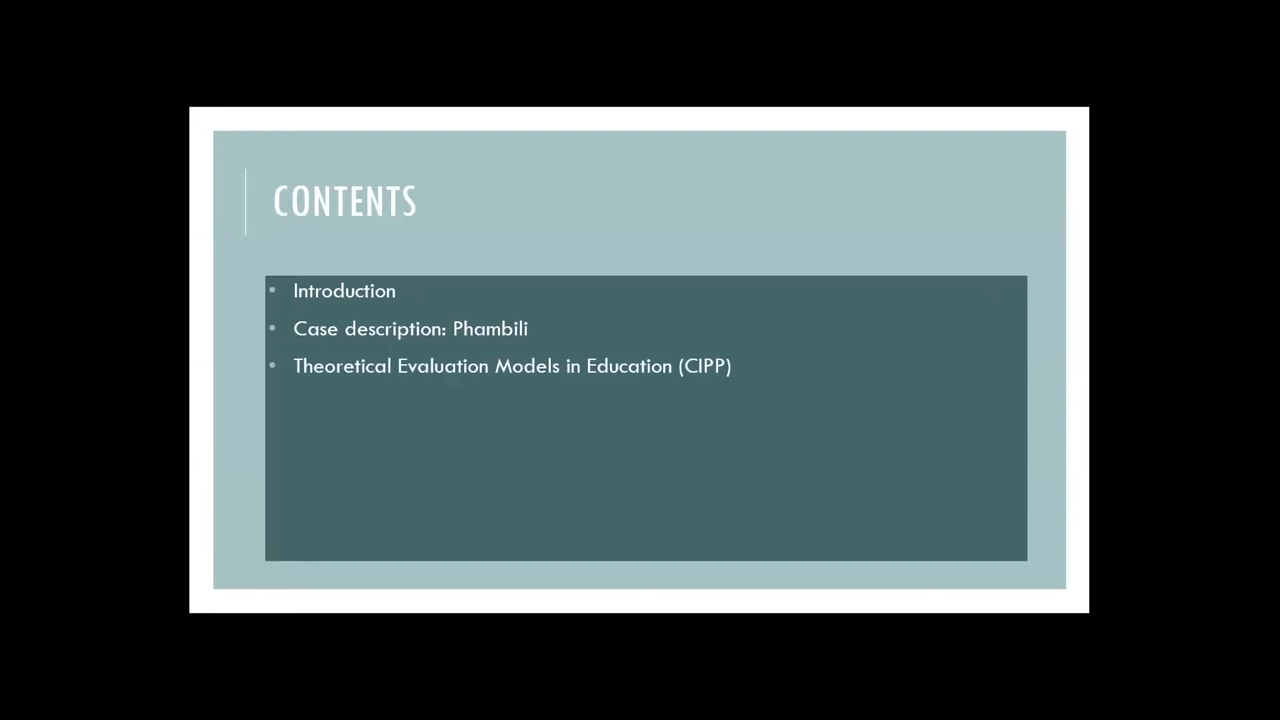 CONTENTS
• Introduction
• Case description: Phambili
• Theoretical Evaluation Models in Education (CIPP)